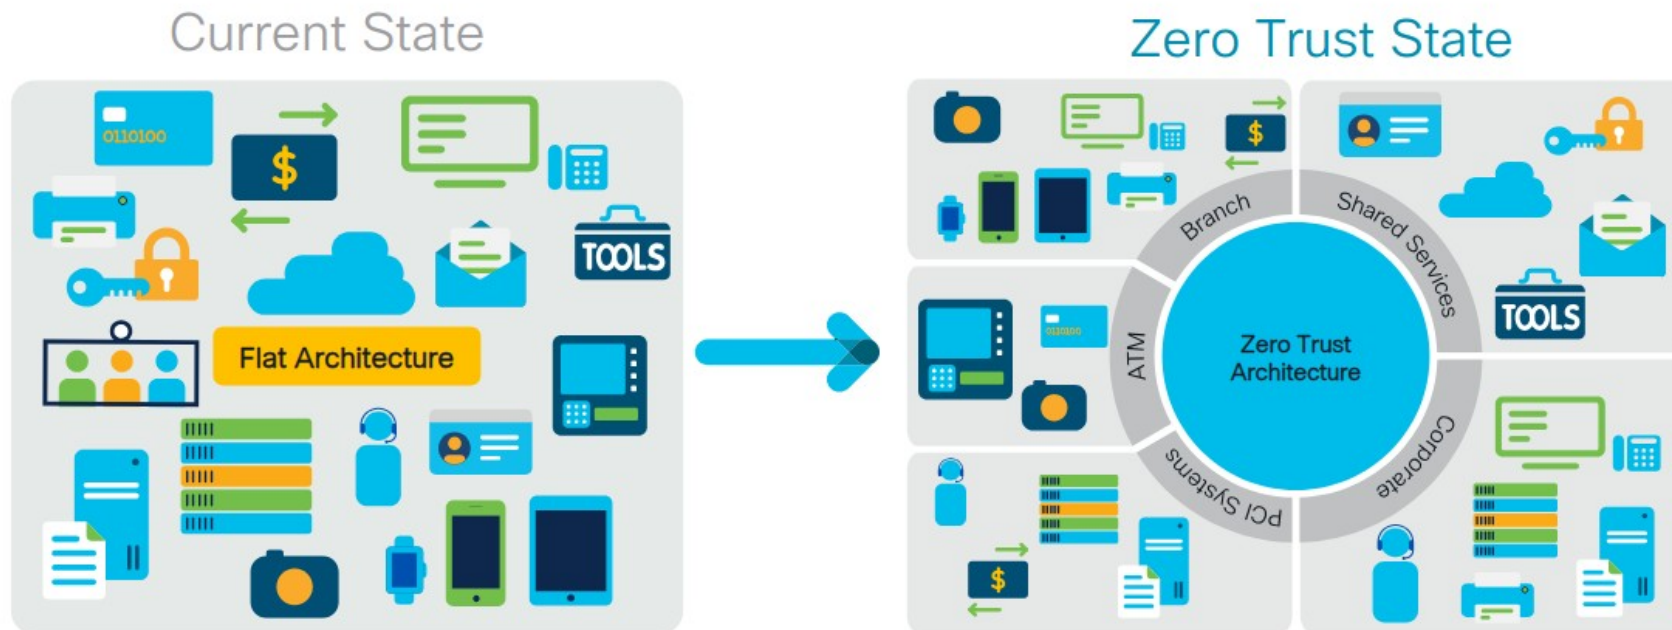 Current State
Zero Trust State
0110100
$
TOOLS
Flat Architecture
$
Branch
Shared Services
TOOLS
0110100
ATM
Zero Trust
Architecture
PCI Systems
Corporate
$